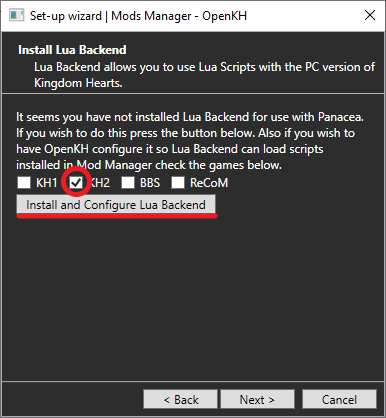 Set-up wizard | Mods Manager - OpenKH
Install Lua Backend
Lua Backend allows you to use Lua Scripts with the PC version of
Kingdom Hearts.
It seems you have not installed Lua Backend for use with Panacea.
If you wish to do this press the button below. Also if you wish to
have OpenKH configure it so Lua Backend can load scripts
installed in Mod Manager check the games below.
KH1 KH2 BBS ReCoM
Install and Configure Lua Backend
< Back Next > Cancel